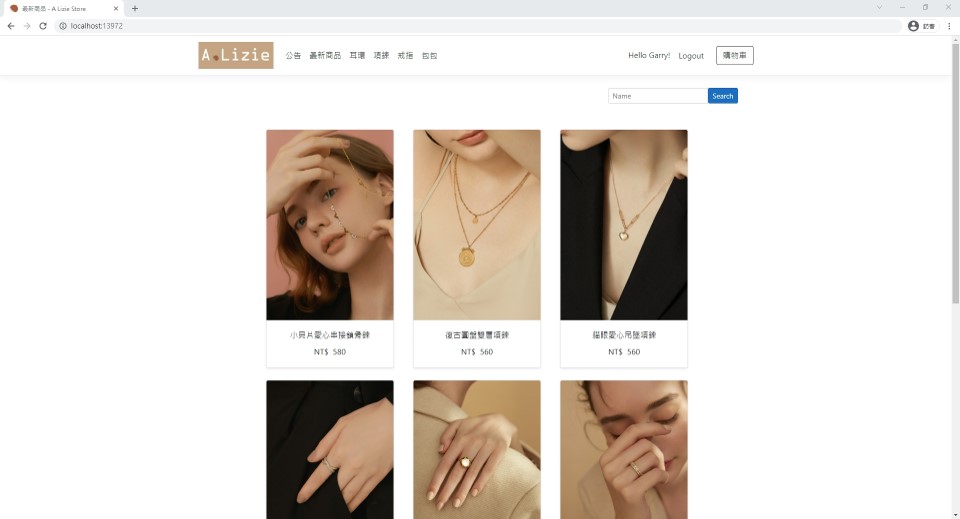 最新商品 - A Lizie Store
localhost:13972
訪客
A Lizie
公告 最新商品 耳環 項鍊 戒指 包包
Hello Garry! Logout 購物車
Name Search
小貝片愛心串接鎖骨鍊
NT$ 580
復古圓盤雙層項鍊
NT$ 560
貓眼愛心吊墜項鍊
NT$ 560